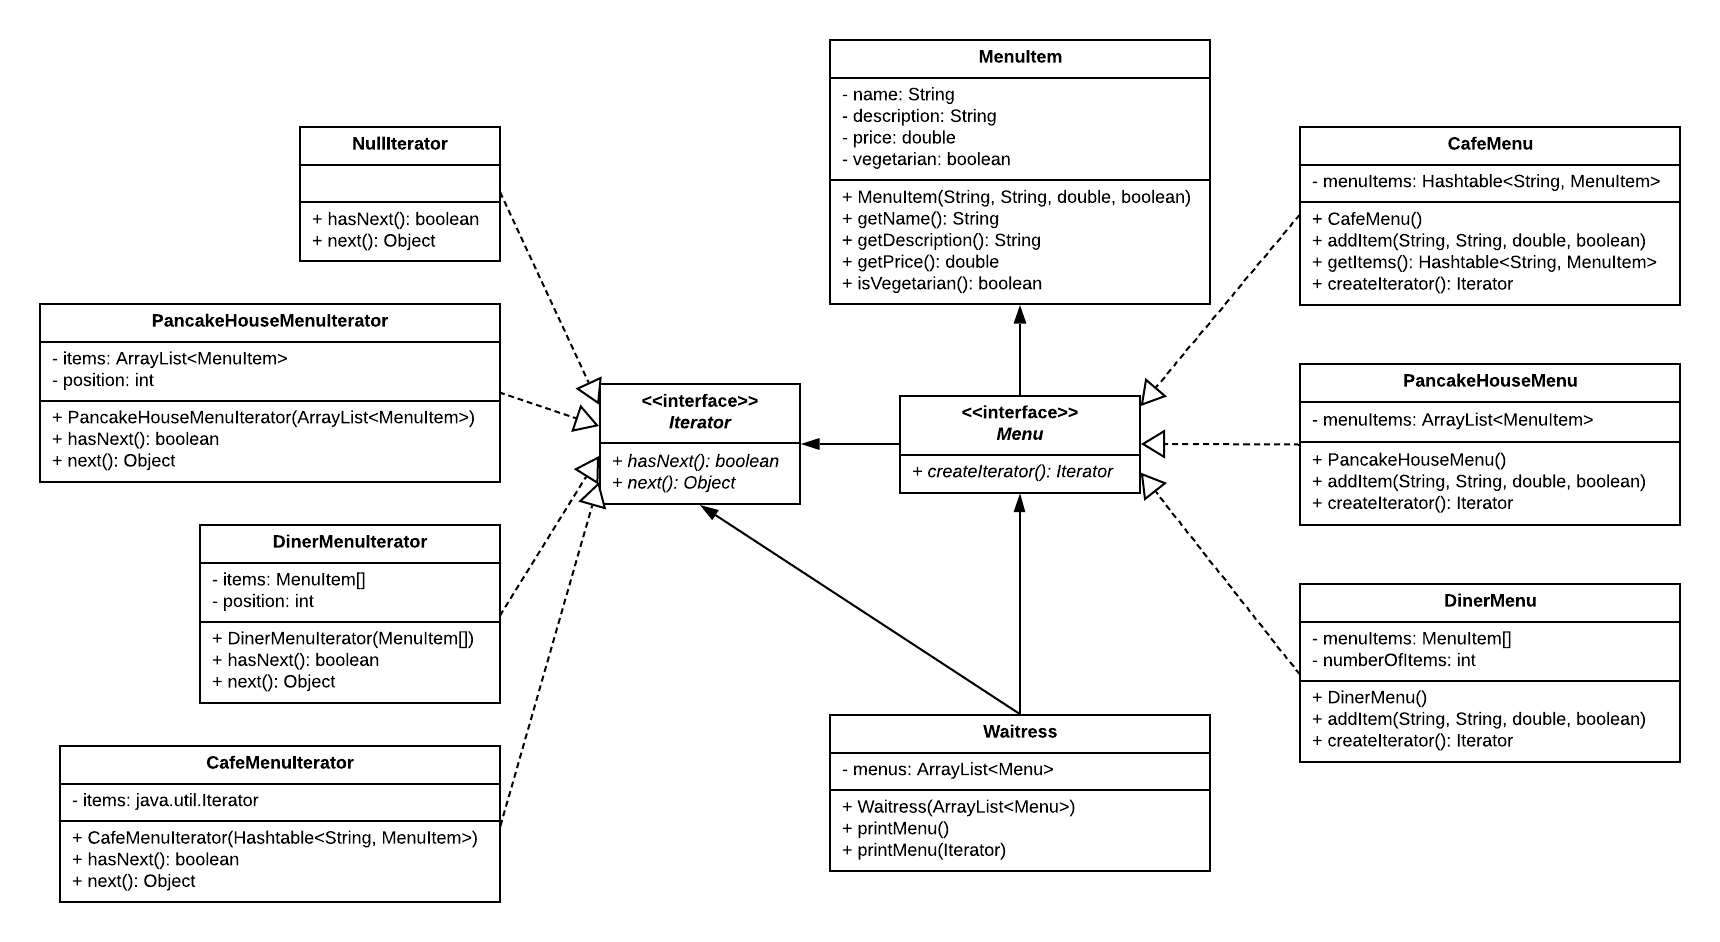 MenuItem
- name: String
- description: String
- price: double
- vegetarian: boolean
+ MenuItem(String, String, double, boolean)
+ getName(): String
+ getDescription(): String
+ getPrice(): double
+ isVegetarian(): boolean
NullIterator
+ hasNext(): boolean
+ next(): Object
CafeMenu
- menuItems: Hashtable<String, MenuItem>
+ CafeMenu()
+ addItem(String, String, double, boolean)
+ getItems(): Hashtable<String, MenuItem>
+ createIterator(): Iterator
PancakeHouseMenuIterator
- items: ArrayList<MenuItem>
- position: int
+ PancakeHouseMenuIterator(ArrayList<MenuItem>)
+ hasNext(): boolean
+ next(): Object
<<interface>>
Iterator
+ hasNext(): boolean
+ next(): Object
<<interface>>
Menu
+ createIterator(): Iterator
PancakeHouseMenu
- menuItems: ArrayList<MenuItem>
+ PancakeHouseMenu()
+ addItem(String, String, double, boolean)
+ createIterator(): Iterator
DinerMenuIterator
- items: MenuItem[]
- position: int
+ DinerMenuIterator(MenuItem[])
+ hasNext(): boolean
+ next(): Object
DinerMenu
- menuItems: MenuItem[]
- numberOfItems: int
+ DinerMenu()
+ addItem(String, String, double, boolean)
+ createIterator(): Iterator
CafeMenuIterator
- items: java.util.Iterator
+ CafeMenuIterator(Hashtable<String, MenuItem>)
+ hasNext(): boolean
+ next(): Object
Waitress
- menus: ArrayList<Menu>
+ Waitress(ArrayList<Menu>)
+ printMenu()
+ printMenu(Iterator)